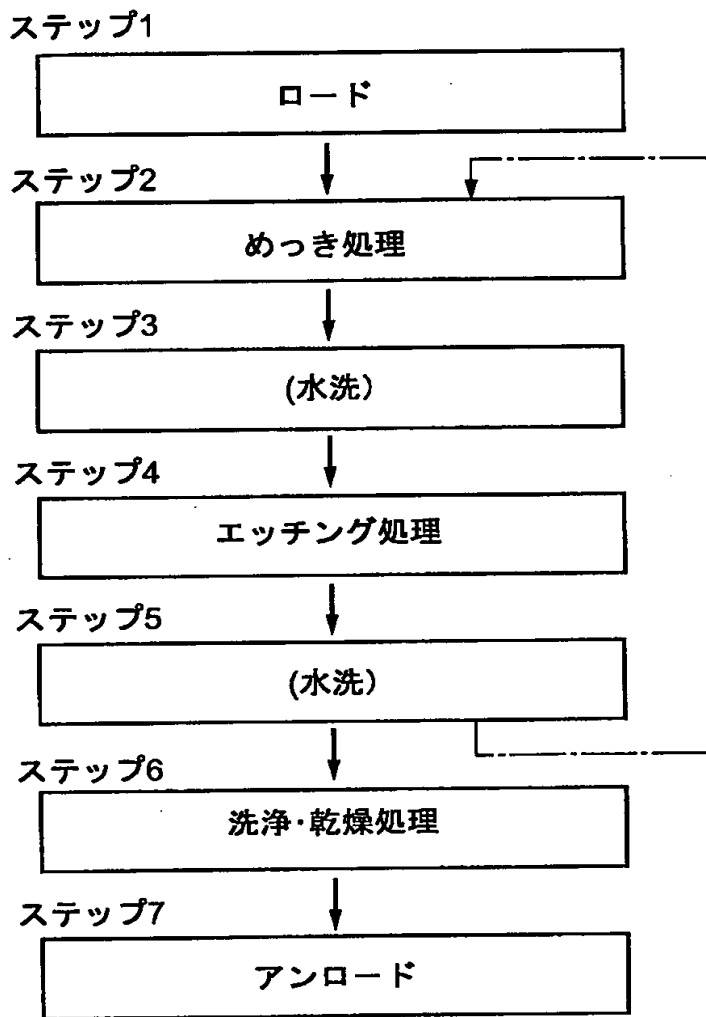 ステップ1
ロード
ステップ2
めっき処理
ステップ3
(水洗)
ステップ4
エッチング処理
ステップ5
(水洗)
ステップ6
洗浄・乾燥処理
ステップ7
アンロード